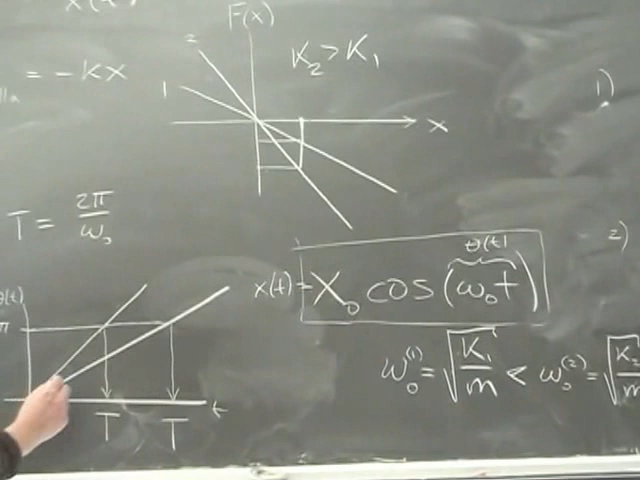 x(t)
F(x)
2
K₂ > K₁
= -KX
1
1)
x
T = 2π/ω₀
2)
θ(t)
x(t) = X₀ cos(ω₀t)
θ(t)
ω₀⁽¹⁾ = √(K₁/m) < ω₀⁽²⁾ = √(K₂/m)
t
T T